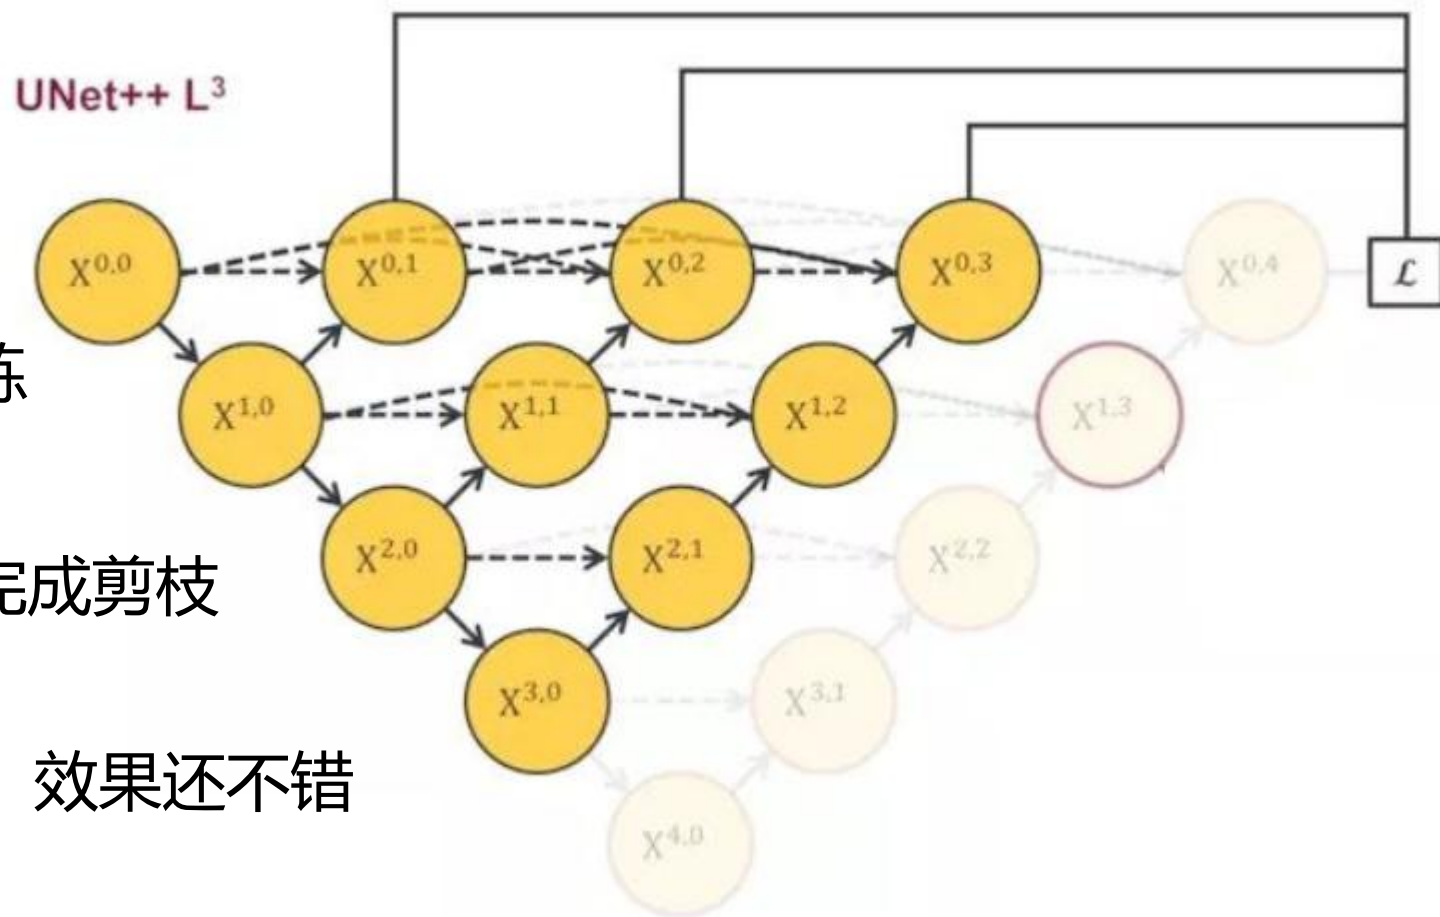 UNet++ L³
X⁰,⁰ X⁰,¹ X⁰,² X⁰,³ X⁰,⁴ ℒ
X¹,⁰ X¹,¹ X¹,² X¹,³
X²,⁰ X²,¹ X²,²
完成剪枝
X³,⁰ X³,¹
效果还不错
X⁴,⁰